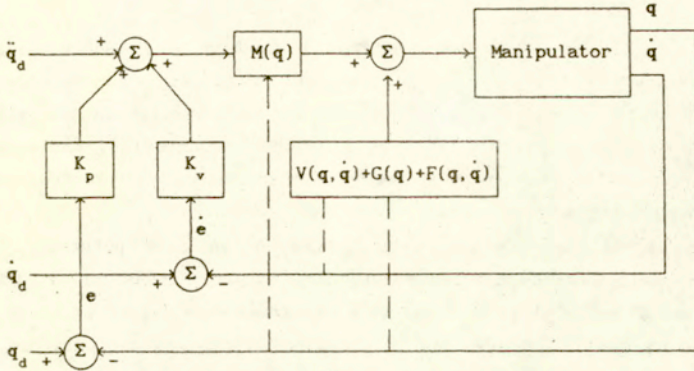 q
q̈d + Σ + + M(q) + Σ + Manipulator q̇
Kp Kv V(q,q̇)+G(q)+F(q,q̇)
ė
q̇d + Σ -
e
qd + Σ -